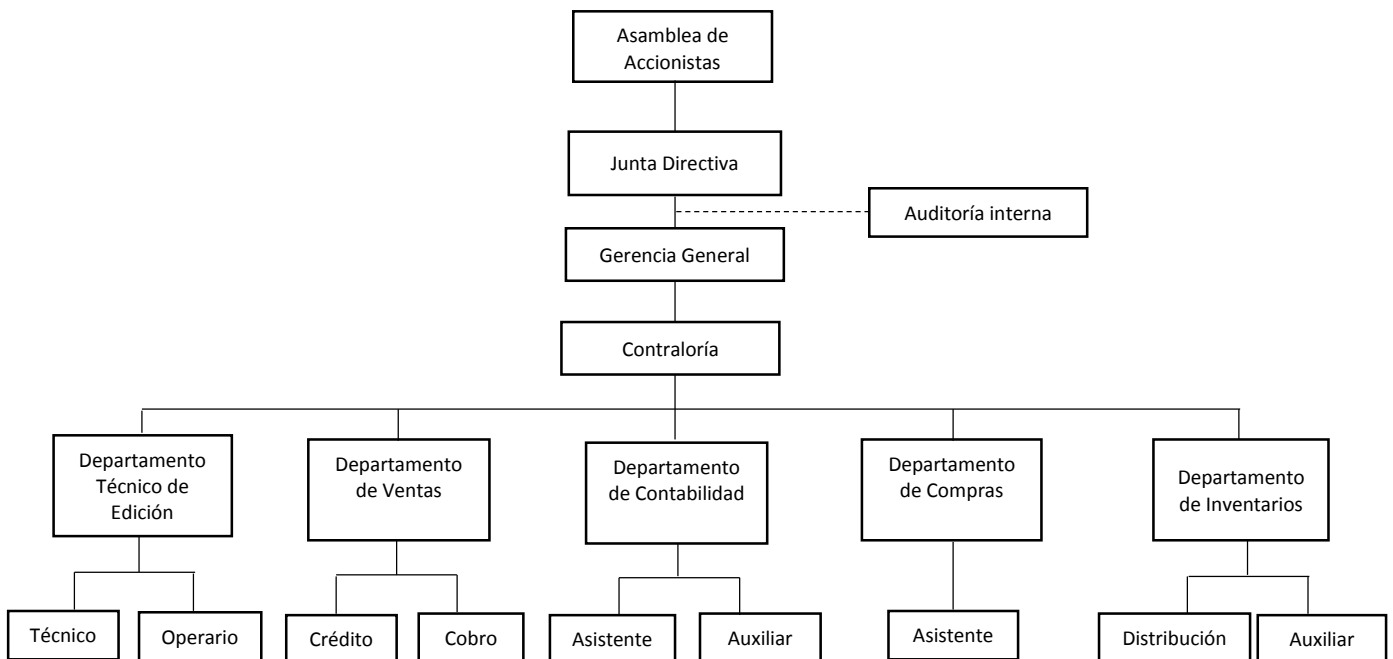 Asamblea de
Accionistas
Junta Directiva
Auditoría interna
Gerencia General
Contraloría
Departamento
Técnico de
Edición
Departamento
de Ventas
Departamento
de Contabilidad
Departamento
de Compras
Departamento
de Inventarios
Técnico
Operario
Crédito
Cobro
Asistente
Auxiliar
Asistente
Distribución
Auxiliar